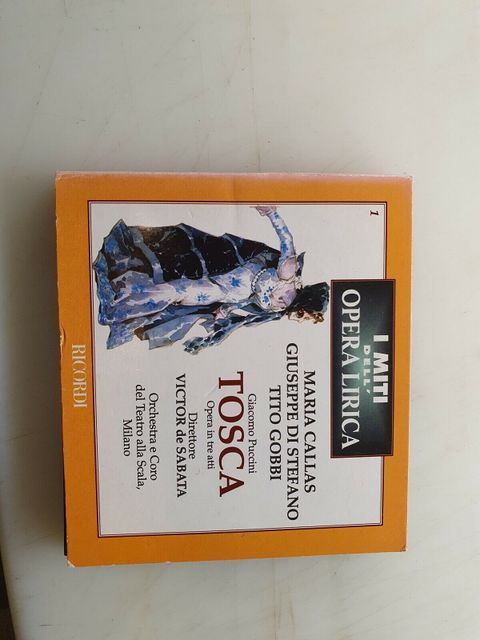 1
I MITI
DELL'
OPERA LIRICA
MARIA CALLAS
GIUSEPPE DI STEFANO
TITO GOBBI
Giacomo Puccini
TOSCA
Opera in tre atti
Direttore
VICTOR de SABATA
Orchestra e Coro
del Teatro alla Scala,
Milano
RICORDI